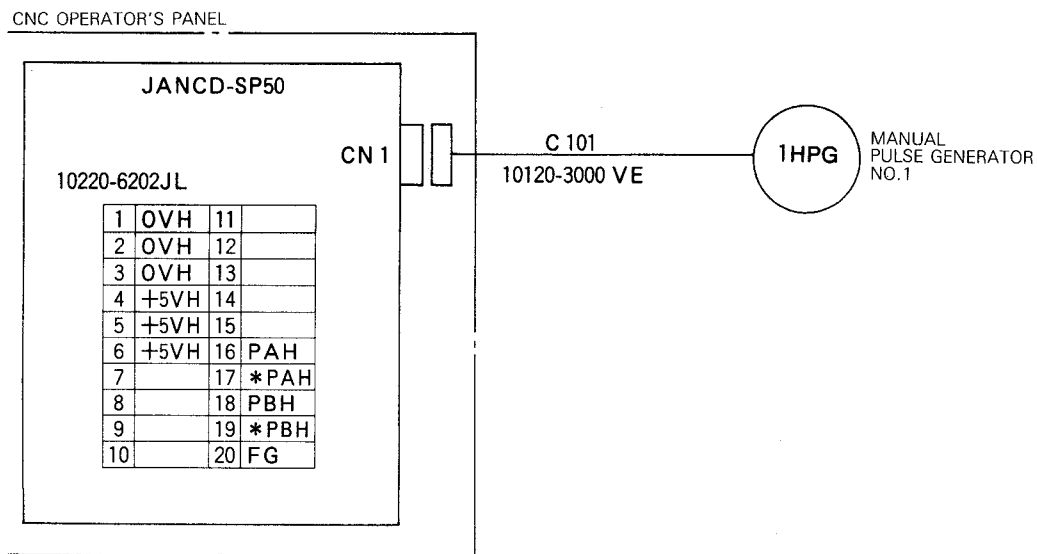 CNC OPERATOR'S PANEL
JANCD-SP50
CN1
10220-6202JL
1 0VH 11
2 0VH 12
3 0VH 13
4 +5VH 14
5 +5VH 15
6 +5VH 16 PAH
7 17 *PAH
8 18 PBH
9 19 *PBH
10 20 FG
C 101
10120-3000 VE
1HPG
MANUAL
PULSE GENERATOR
NO.1